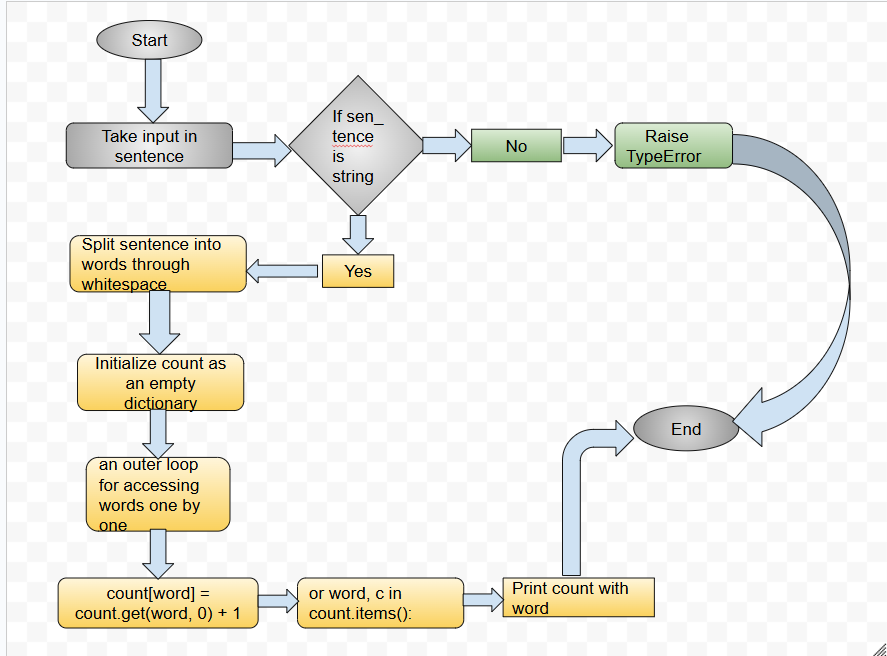 Start
Take input in
sentence
If sen_
tence
is
string
No
Raise
TypeError
Yes
Split sentence into
words through
whitespace
Initialize count as
an empty
dictionary
an outer loop
for accessing
words one by
one
count[word] =
count.get(word, 0) + 1
or word, c in
count.items():
Print count with
word
End